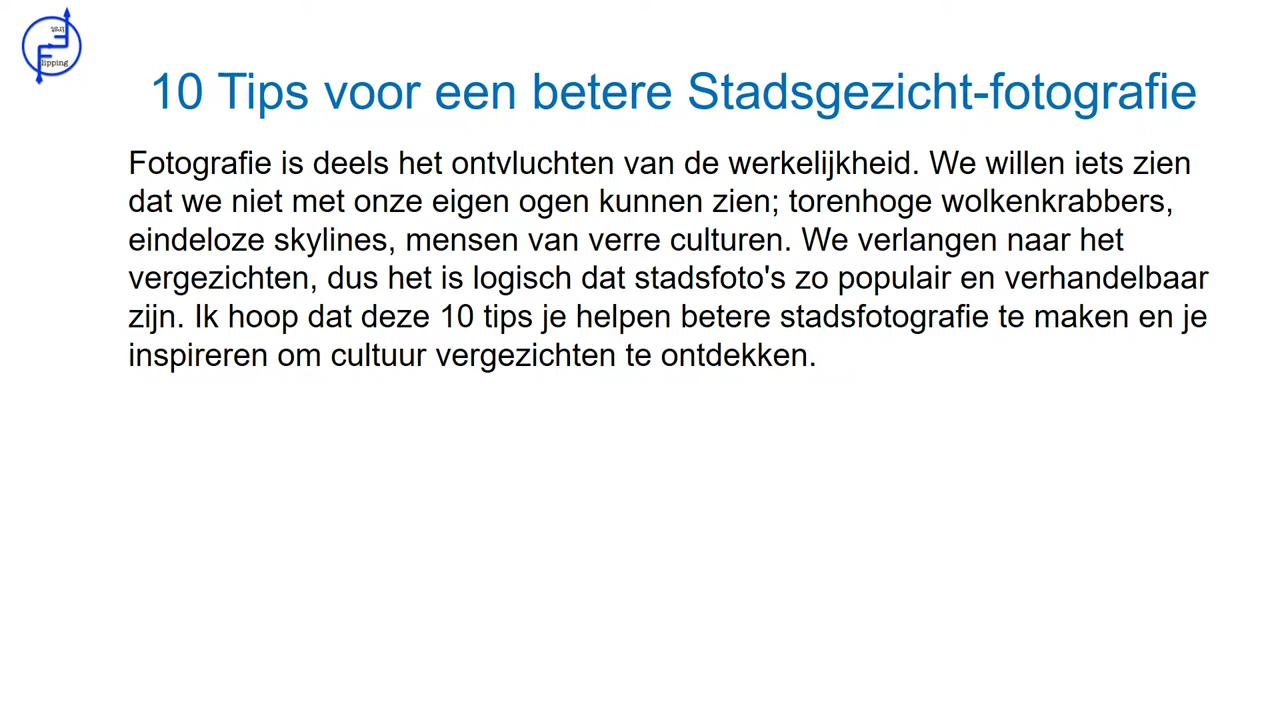 lipping
10 Tips voor een betere Stadsgezicht-fotografie
Fotografie is deels het ontvluchten van de werkelijkheid. We willen iets zien
dat we niet met onze eigen ogen kunnen zien; torenhoge wolkenkrabbers,
eindeloze skylines, mensen van verre culturen. We verlangen naar het
vergezichten, dus het is logisch dat stadsfoto's zo populair en verhandelbaar
zijn. Ik hoop dat deze 10 tips je helpen betere stadsfotografie te maken en je
inspireren om cultuur vergezichten te ontdekken.